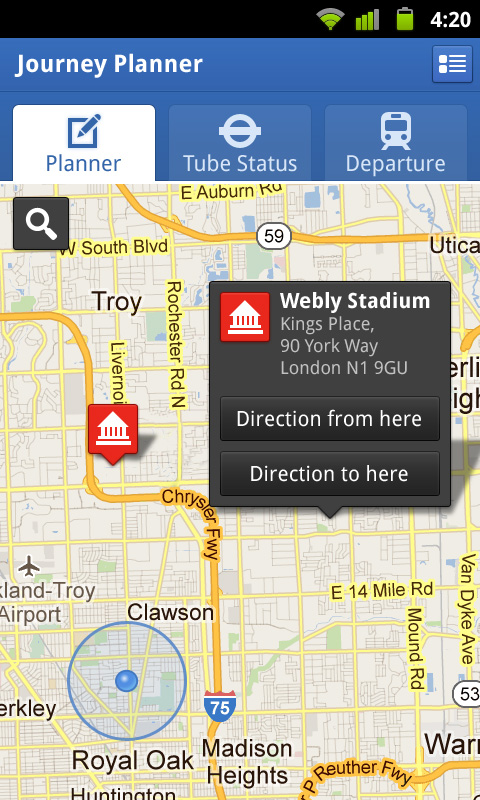 4:20
Journey Planner
Planner
Tube Status
Departure
E Auburn Rd
59
W South Blvd
Utica
Troy
Rochester Rd N
Livernoi
Webly Stadium
Kings Place,
90 York Way
London N1 9GU
Direction from here
Direction to here
erli
igh
Chrysler Fwy
kland-Troy
Airport
E 14 Mile Rd
Van Dyke Ave
Mound Rd
Clawson
75
53
erkley
Royal Oak
Madison
Heights
Warr
Huntington
P Reuther Fwy